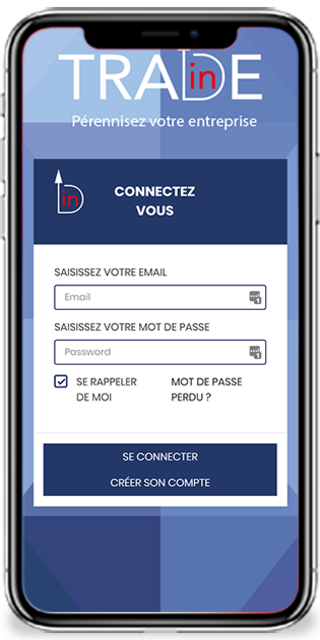 TRADE
in
Pérennisez votre entreprise
in
CONNECTEZ
VOUS
SAISISSEZ VOTRE EMAIL
Email
SAISISSEZ VOTRE MOT DE PASSE
Password
SE RAPPELER
DE MOI
MOT DE PASSE
PERDU ?
SE CONNECTER
CRÉER SON COMPTE